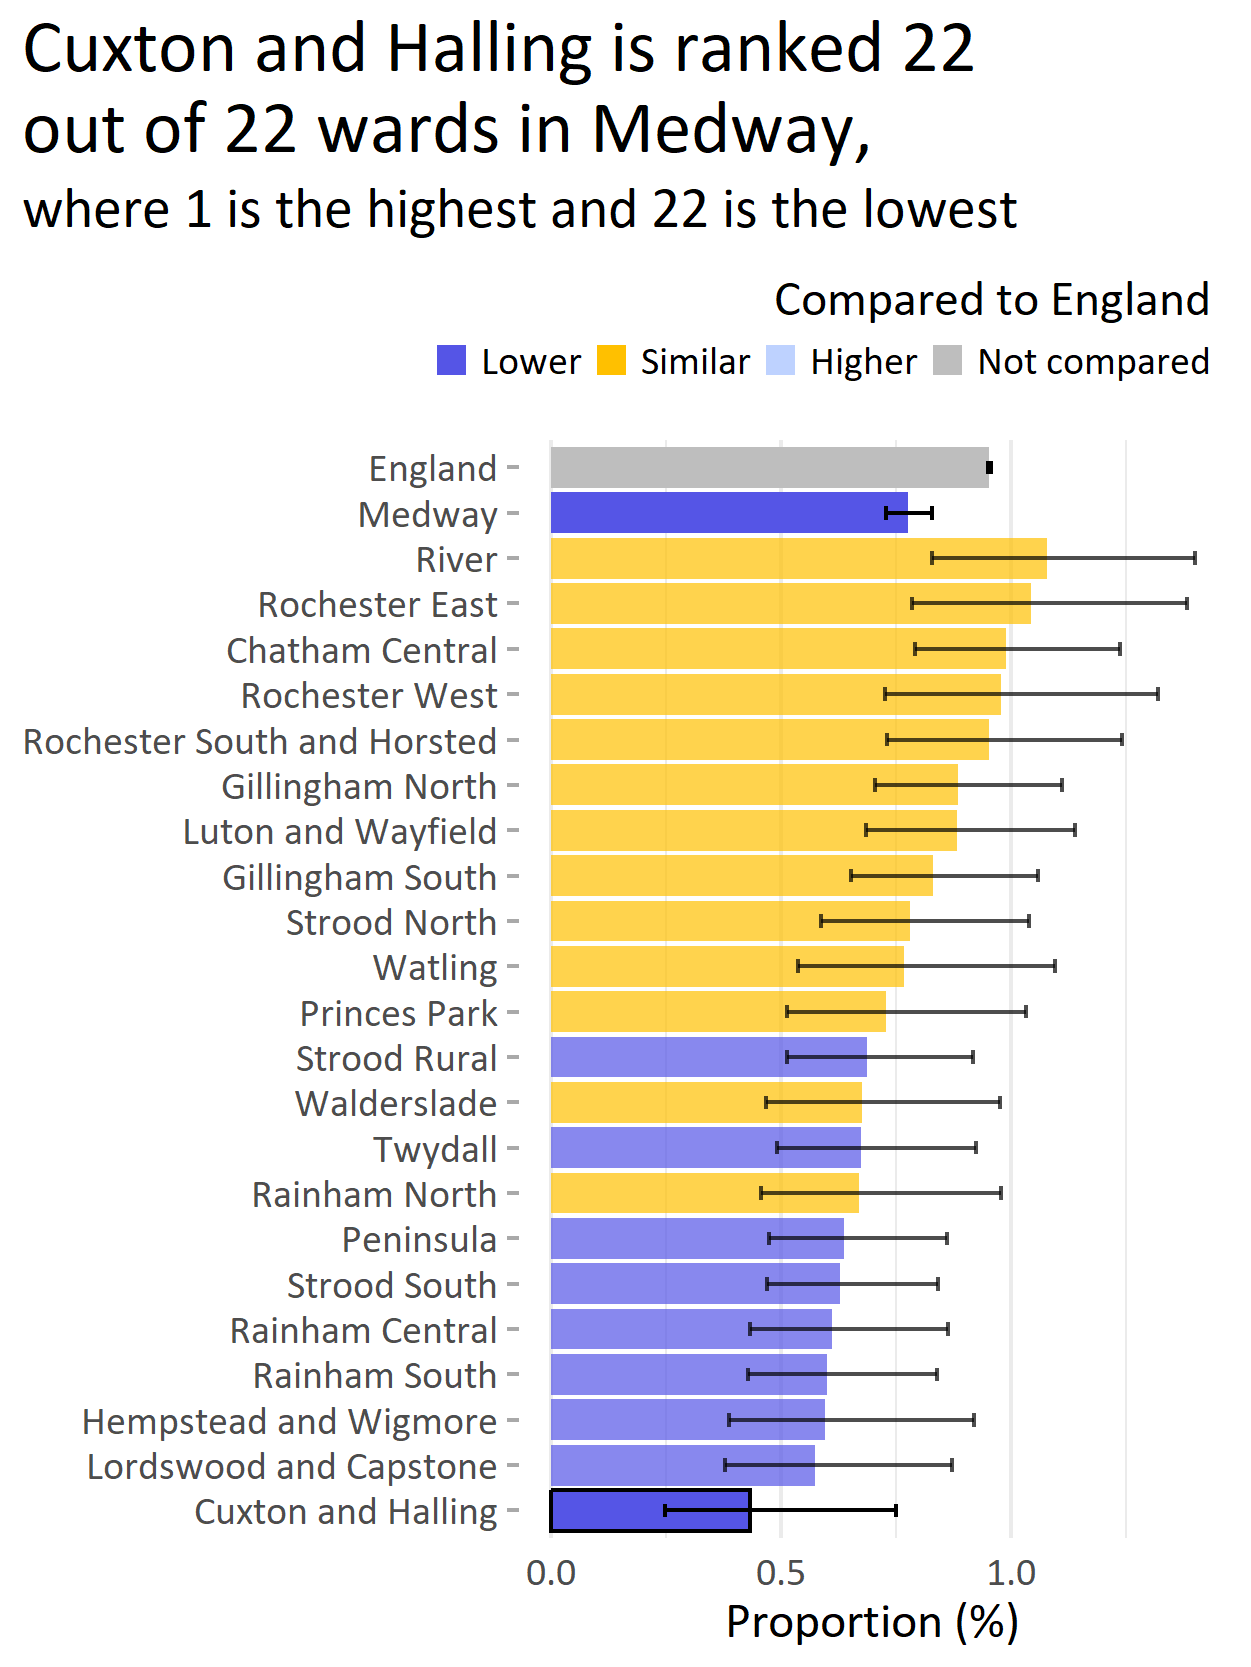 Cuxton and Halling is ranked 22
out of 22 wards in Medway,
where 1 is the highest and 22 is the lowest
Compared to England
Lower Similar Higher Not compared
England
Medway
River
Rochester East
Chatham Central
Rochester West
Rochester South and Horsted
Gillingham North
Luton and Wayfield
Gillingham South
Strood North
Watling
Princes Park
Strood Rural
Walderslade
Twydall
Rainham North
Peninsula
Strood South
Rainham Central
Rainham South
Hempstead and Wigmore
Lordswood and Capstone
Cuxton and Halling
0.0 0.5 1.0
Proportion (%)